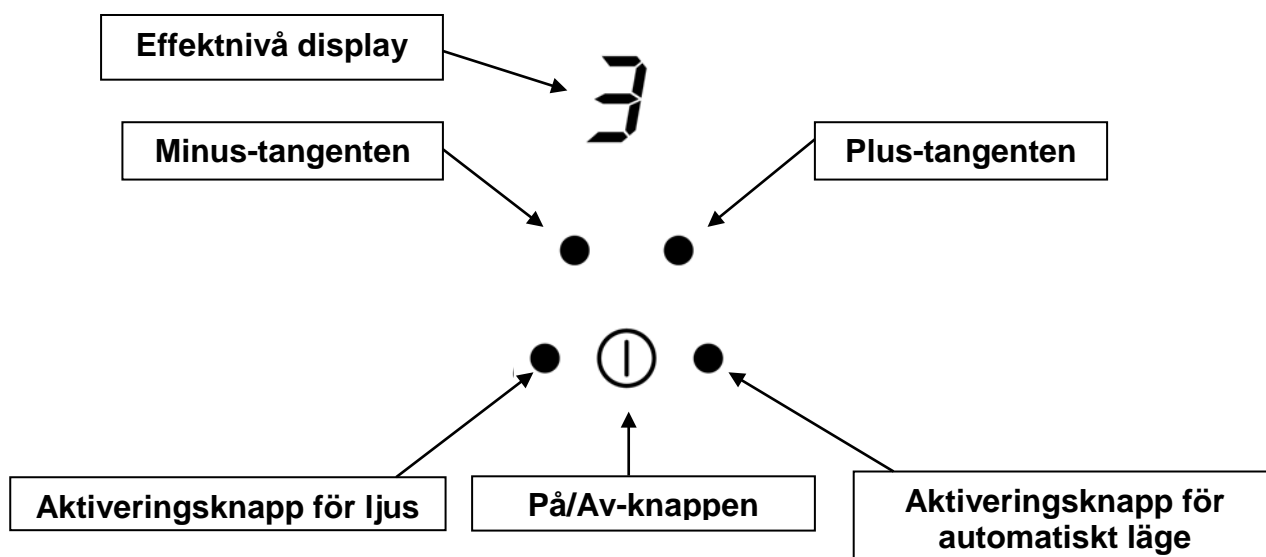 Effektnivå display
3
Minus-tangenten
Plus-tangenten
Aktiveringsknapp för ljus
På/Av-knappen
Aktiveringsknapp för
automatiskt läge